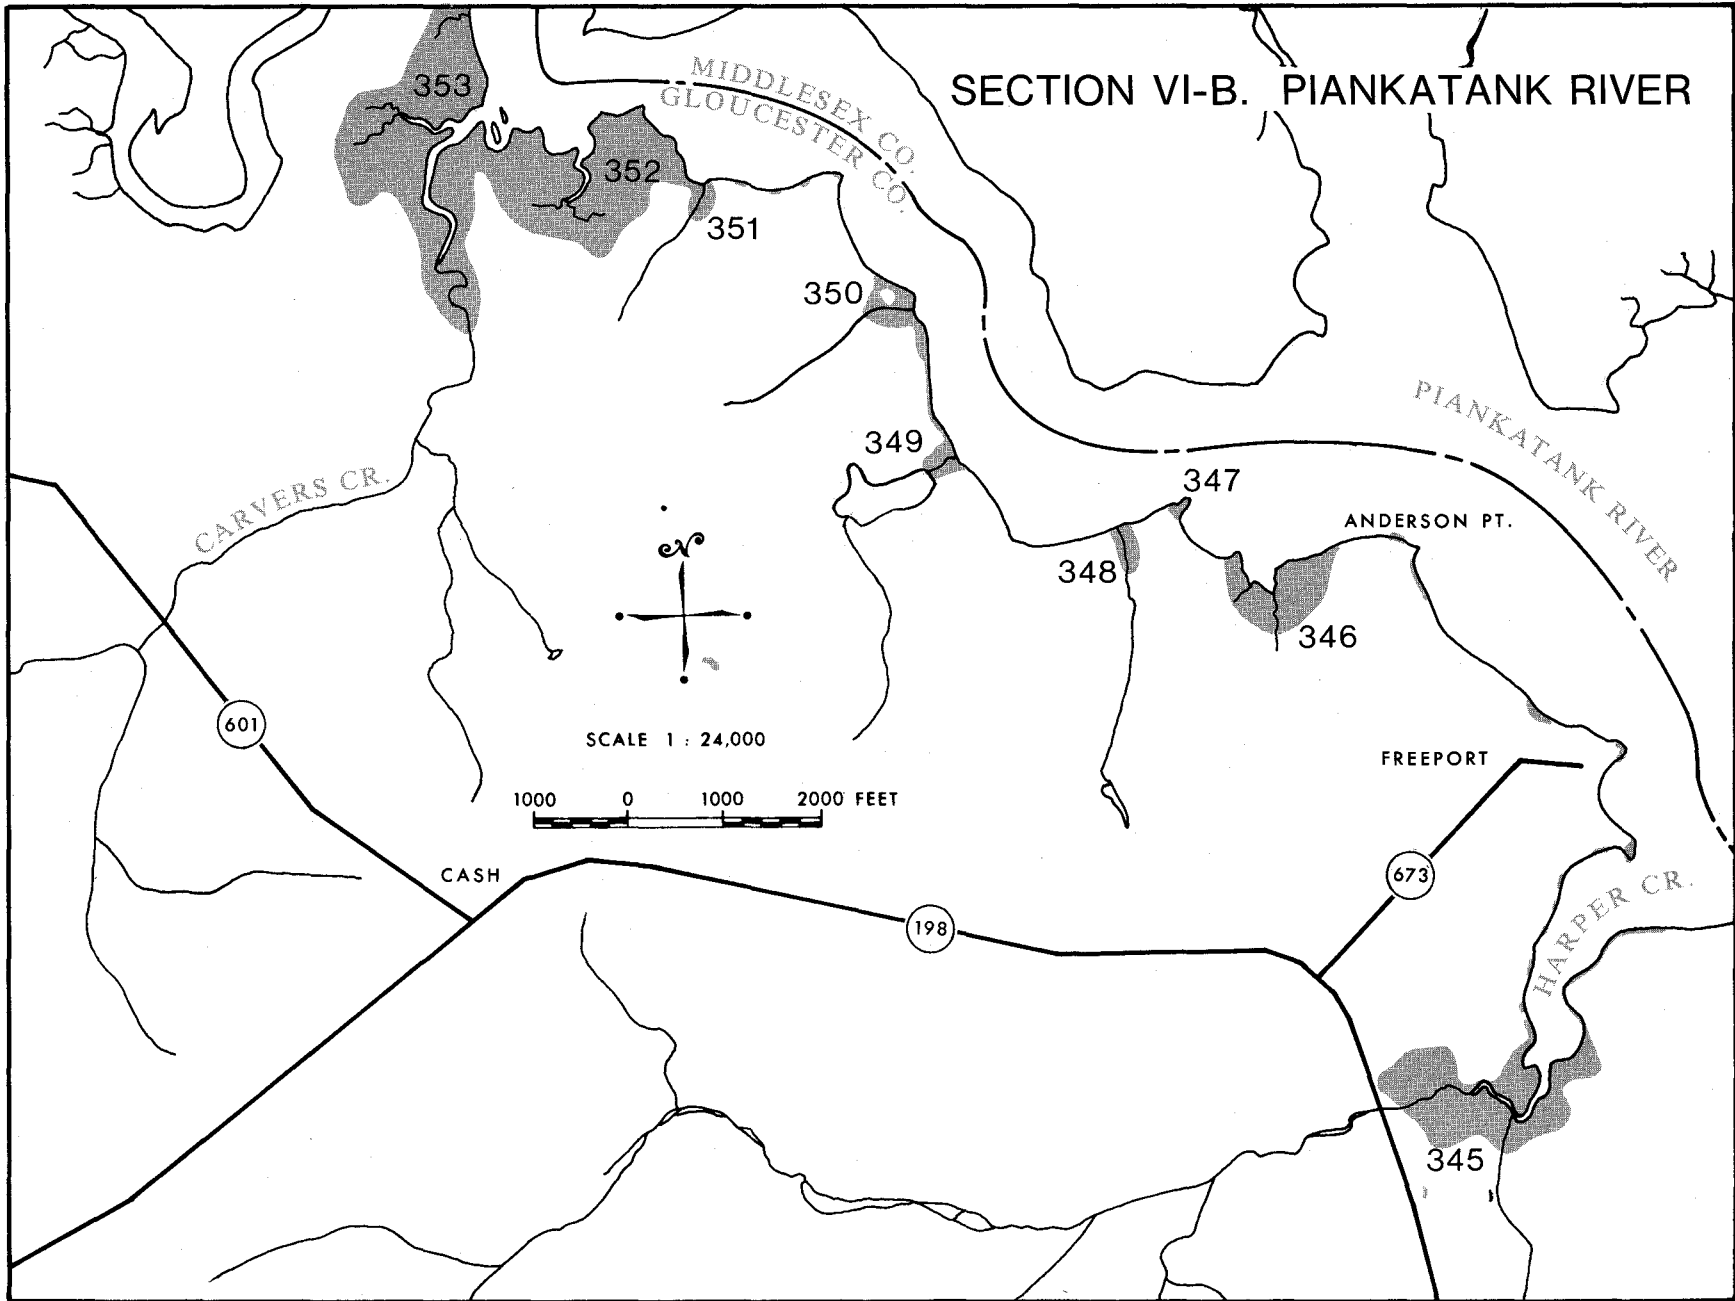 SECTION VI-B. PIANKATANK RIVER
MIDDLESEX CO.
GLOUCESTER CO.
353
352
351
350
349
347
348
346
ANDERSON PT.
PIANKATANK RIVER
CARVERS CR.
N
601
SCALE 1 : 24,000
1000 0 1000 2000 FEET
FREEPORT
CASH
673
198
HARPER CR.
345